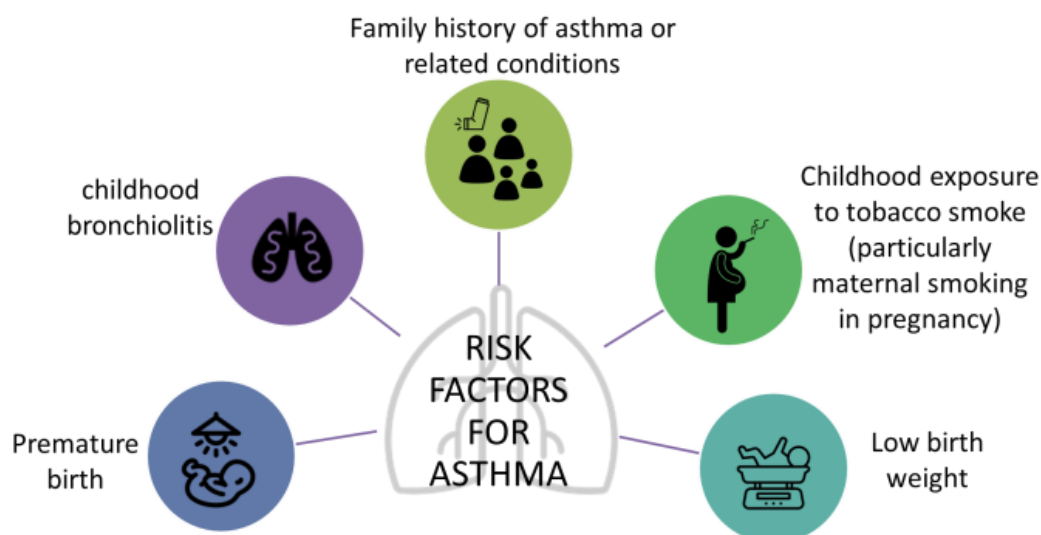 Family history of asthma or
related conditions
childhood
bronchiolitis
Childhood exposure
to tobacco smoke
(particularly
maternal smoking
in pregnancy)
RISK
FACTORS
FOR
ASTHMA
Premature
birth
Low birth
weight